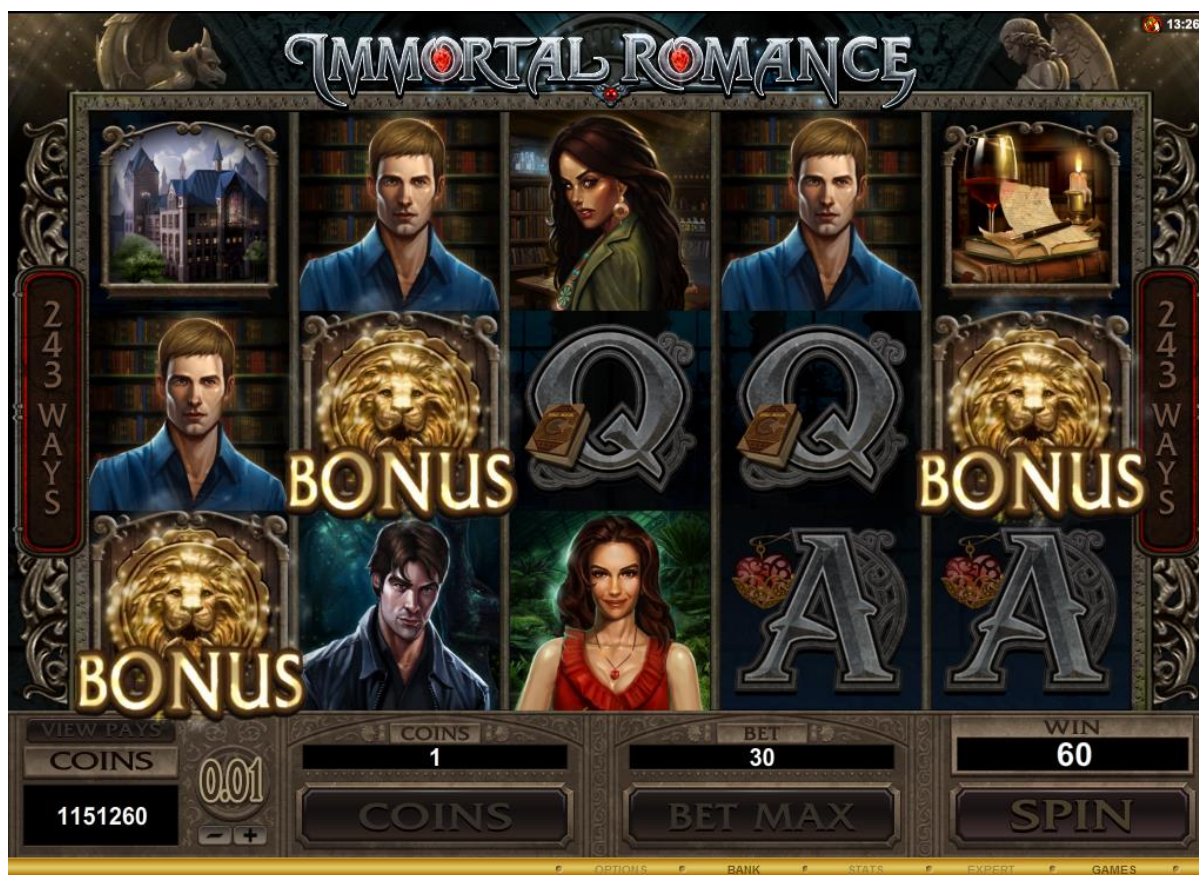 13:26
IMMORTAL ROMANCE
243 WAYS
243 WAYS
Q
Q
BONUS
BONUS
A
A
BONUS
VIEW PAYS
COINS
BET
WIN
COINS
0.01
1
30
60
1151260
COINS
BET MAX
SPIN
- +
OPTIONS
BANK
STATS
EXPERT
GAMES